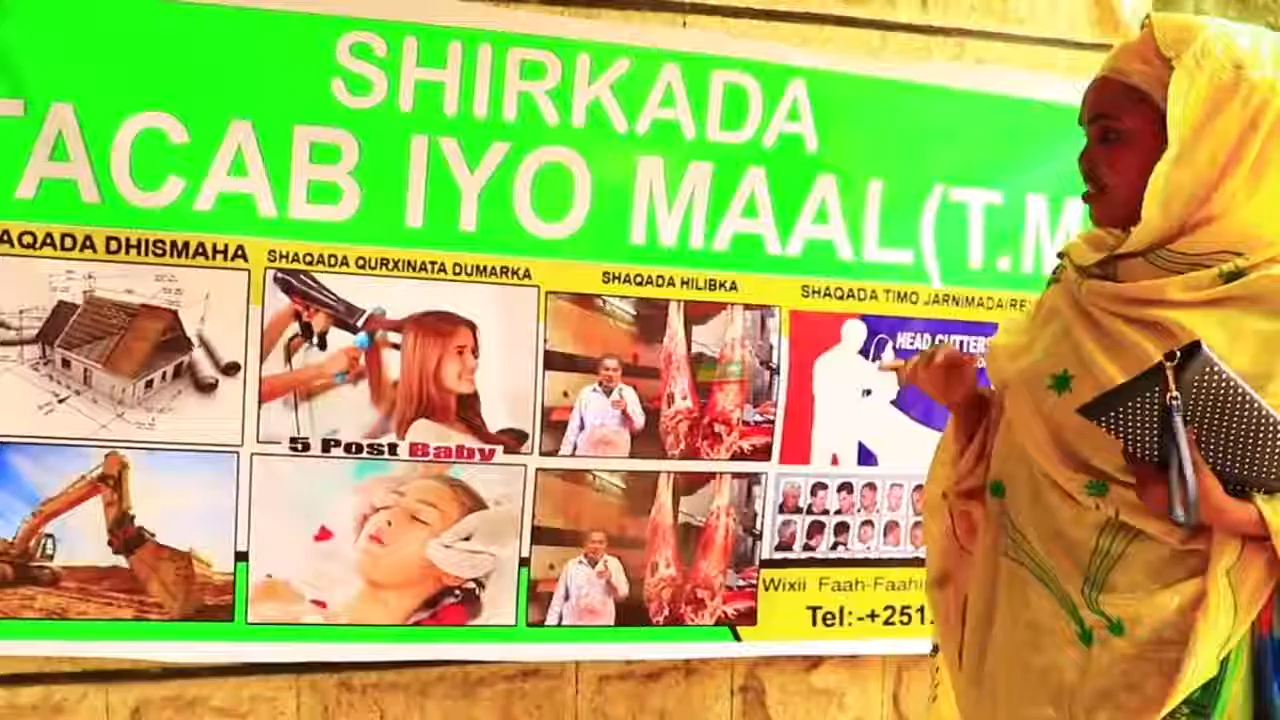 SHIRKADA
TACAB IYO MAAL(T.M
AQADA DHISMAHA
SHAQADA QURXINATA DUMARKA
SHAQADA HILIBKA
SHAQADA TIMO JARNIMADA(REY
HEAD CUTTERS
5 Post Baby
Wixii Faah-Faahi
Tel:-+251